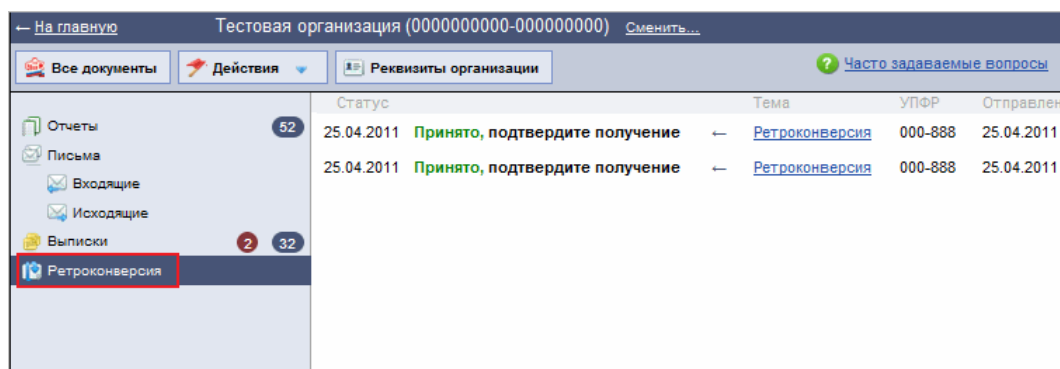 ← На главную Тестовая организация (0000000000-000000000) Сменить...
Все документы Действия Реквизиты организации ? Часто задаваемые вопросы
Статус Тема УПФР Отправлен
Отчеты 52
25.04.2011 Принято, подтвердите получение ← Ретроконверсия 000-888 25.04.2011
Письма
25.04.2011 Принято, подтвердите получение ← Ретроконверсия 000-888 25.04.2011
Входящие
Исходящие
Выписки 2 32
Ретроконверсия